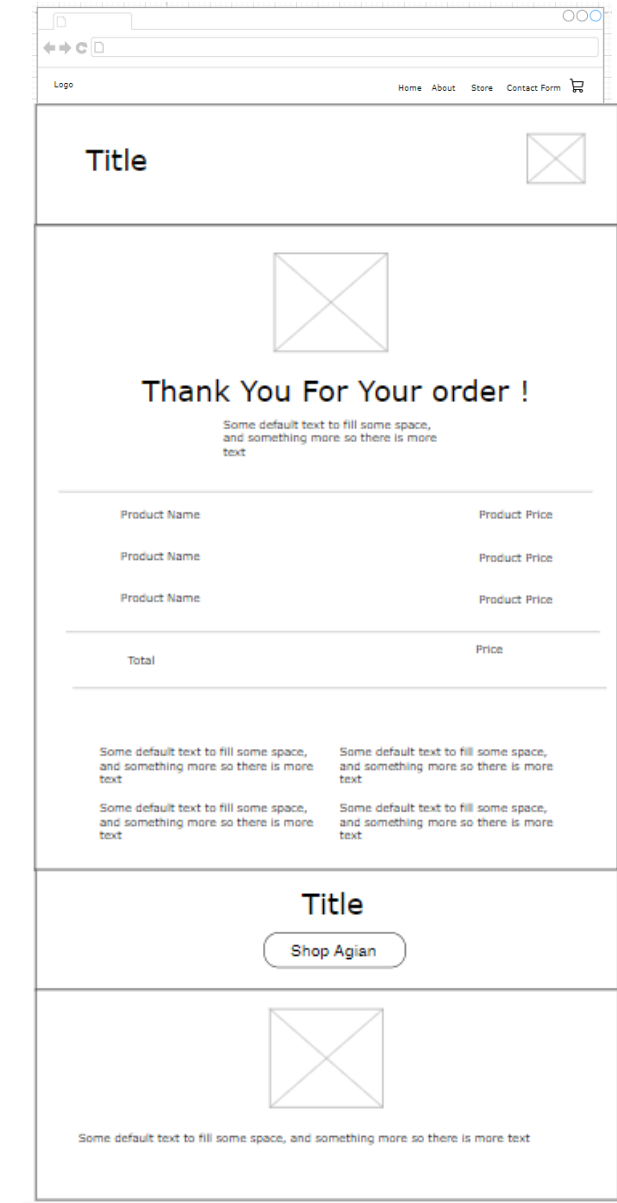 Logo
Home About Store Contact Form
Title
Thank You For Your order !
Some default text to fill some space,
and something more so there is more
text
Product Name Product Price
Product Name Product Price
Product Name Product Price
Total Price
Some default text to fill some space,
and something more so there is more
text
Some default text to fill some space,
and something more so there is more
text
Some default text to fill some space,
and something more so there is more
text
Some default text to fill some space,
and something more so there is more
text
Title
Shop Agian
Some default text to fill some space, and something more so there is more text